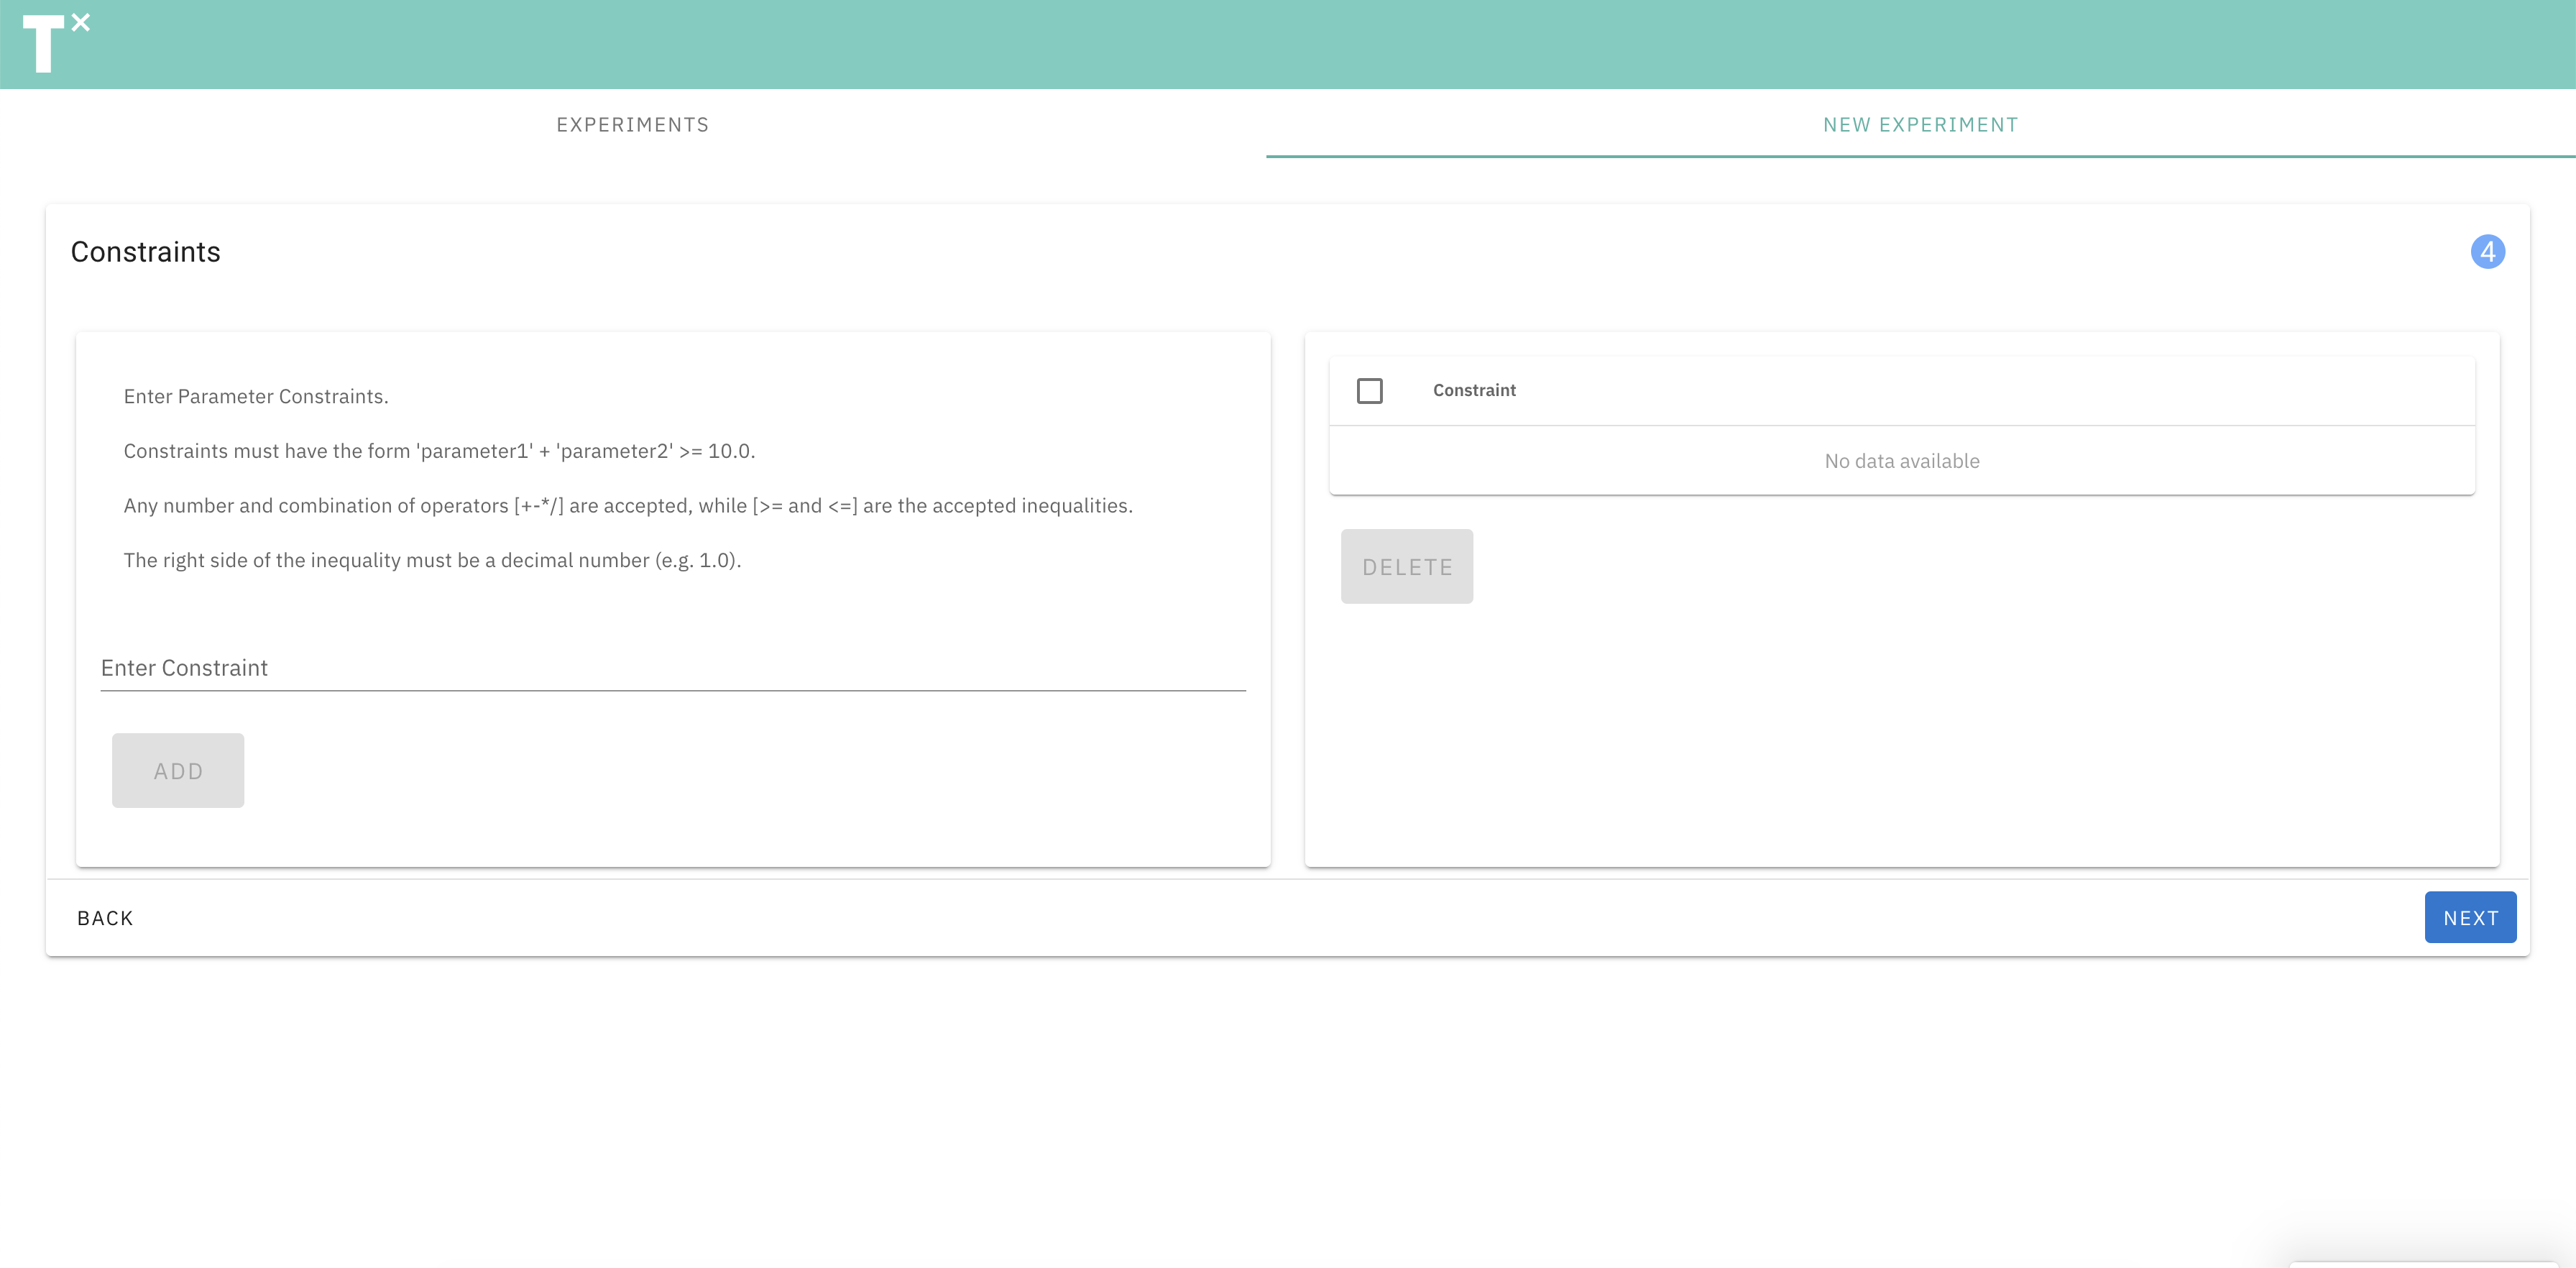 T×
EXPERIMENTS
NEW EXPERIMENT
Constraints
4
Enter Parameter Constraints.
Constraints must have the form 'parameter1' + 'parameter2' >= 10.0.
Any number and combination of operators [+-*/] are accepted, while [>= and <=] are the accepted inequalities.
The right side of the inequality must be a decimal number (e.g. 1.0).
Enter Constraint
ADD
Constraint
No data available
DELETE
BACK
NEXT